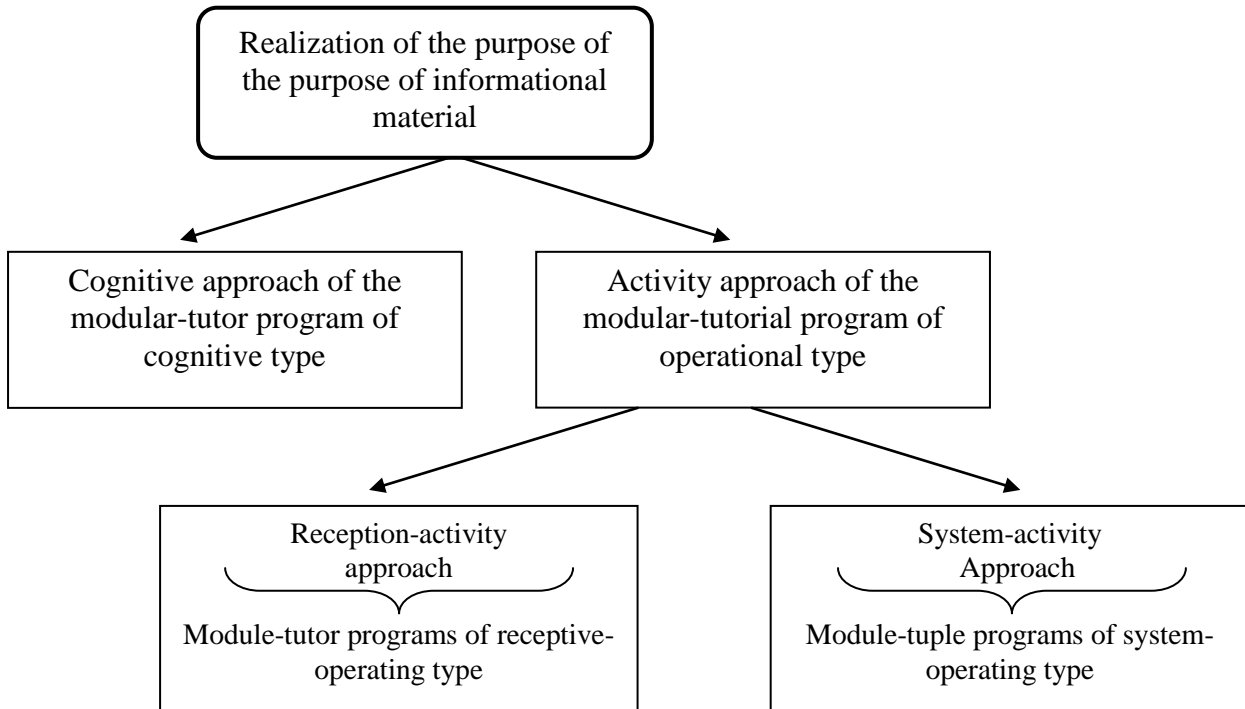 Realization of the purpose of
the purpose of informational
material
Cognitive approach of the
modular-tutor program of
cognitive type
Activity approach of the
modular-tutorial program of
operational type
Reception-activity
approach
Module-tutor programs of receptive-
operating type
System-activity
Approach
Module-tuple programs of system-
operating type